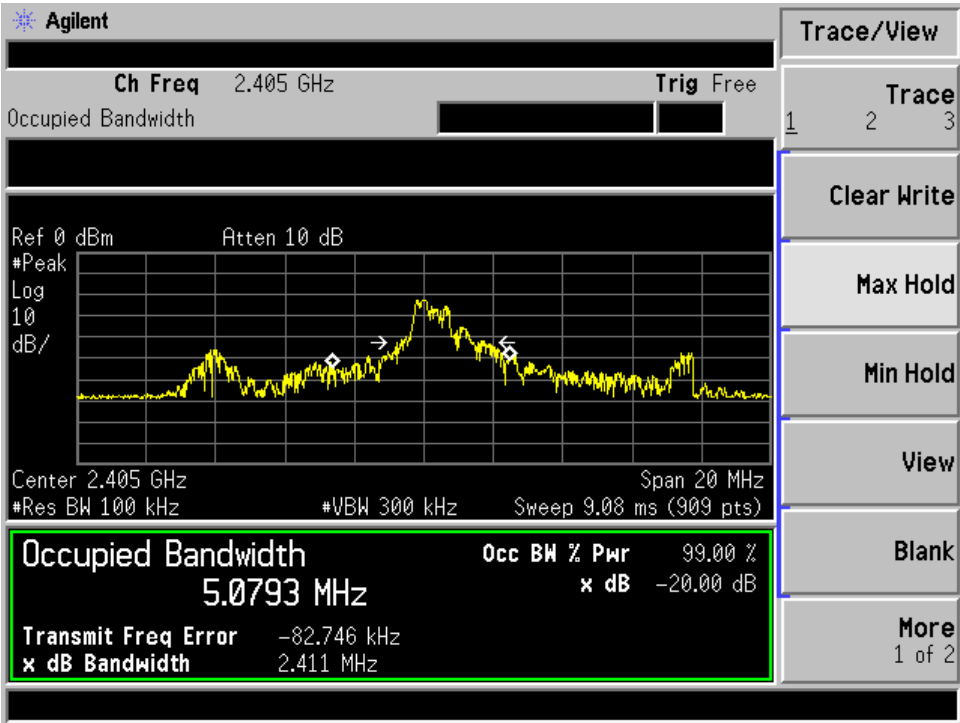 Agilent
Trace/View
Ch Freq 2.405 GHz Trig Free
Occupied Bandwidth
Trace
1 2 3
Clear Write
Max Hold
Min Hold
View
Blank
More
1 of 2
Ref 0 dBm Atten 10 dB
#Peak
Log
10
dB/
Center 2.405 GHz Span 20 MHz
#Res BW 100 kHz #VBW 300 kHz Sweep 9.08 ms (909 pts)
Occupied Bandwidth Occ BW % Pwr 99.00 %
5.0793 MHz x dB -20.00 dB
Transmit Freq Error -82.746 kHz
x dB Bandwidth 2.411 MHz